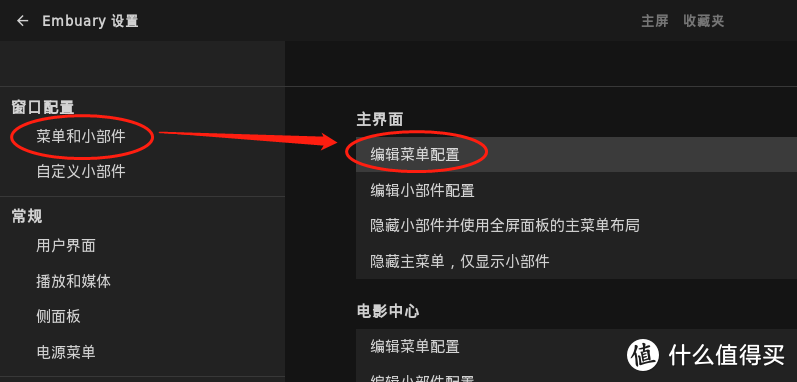 ← Embuary 设置
主屏 收藏夹
窗口配置
菜单和小部件
自定义小部件
常规
用户界面
播放和媒体
侧面板
电源菜单
主界面
编辑菜单配置
编辑小部件配置
隐藏小部件并使用全屏面板的主菜单布局
隐藏主菜单，仅显示小部件
电影中心
编辑菜单配置
编辑小部件配置
值 什么值得买